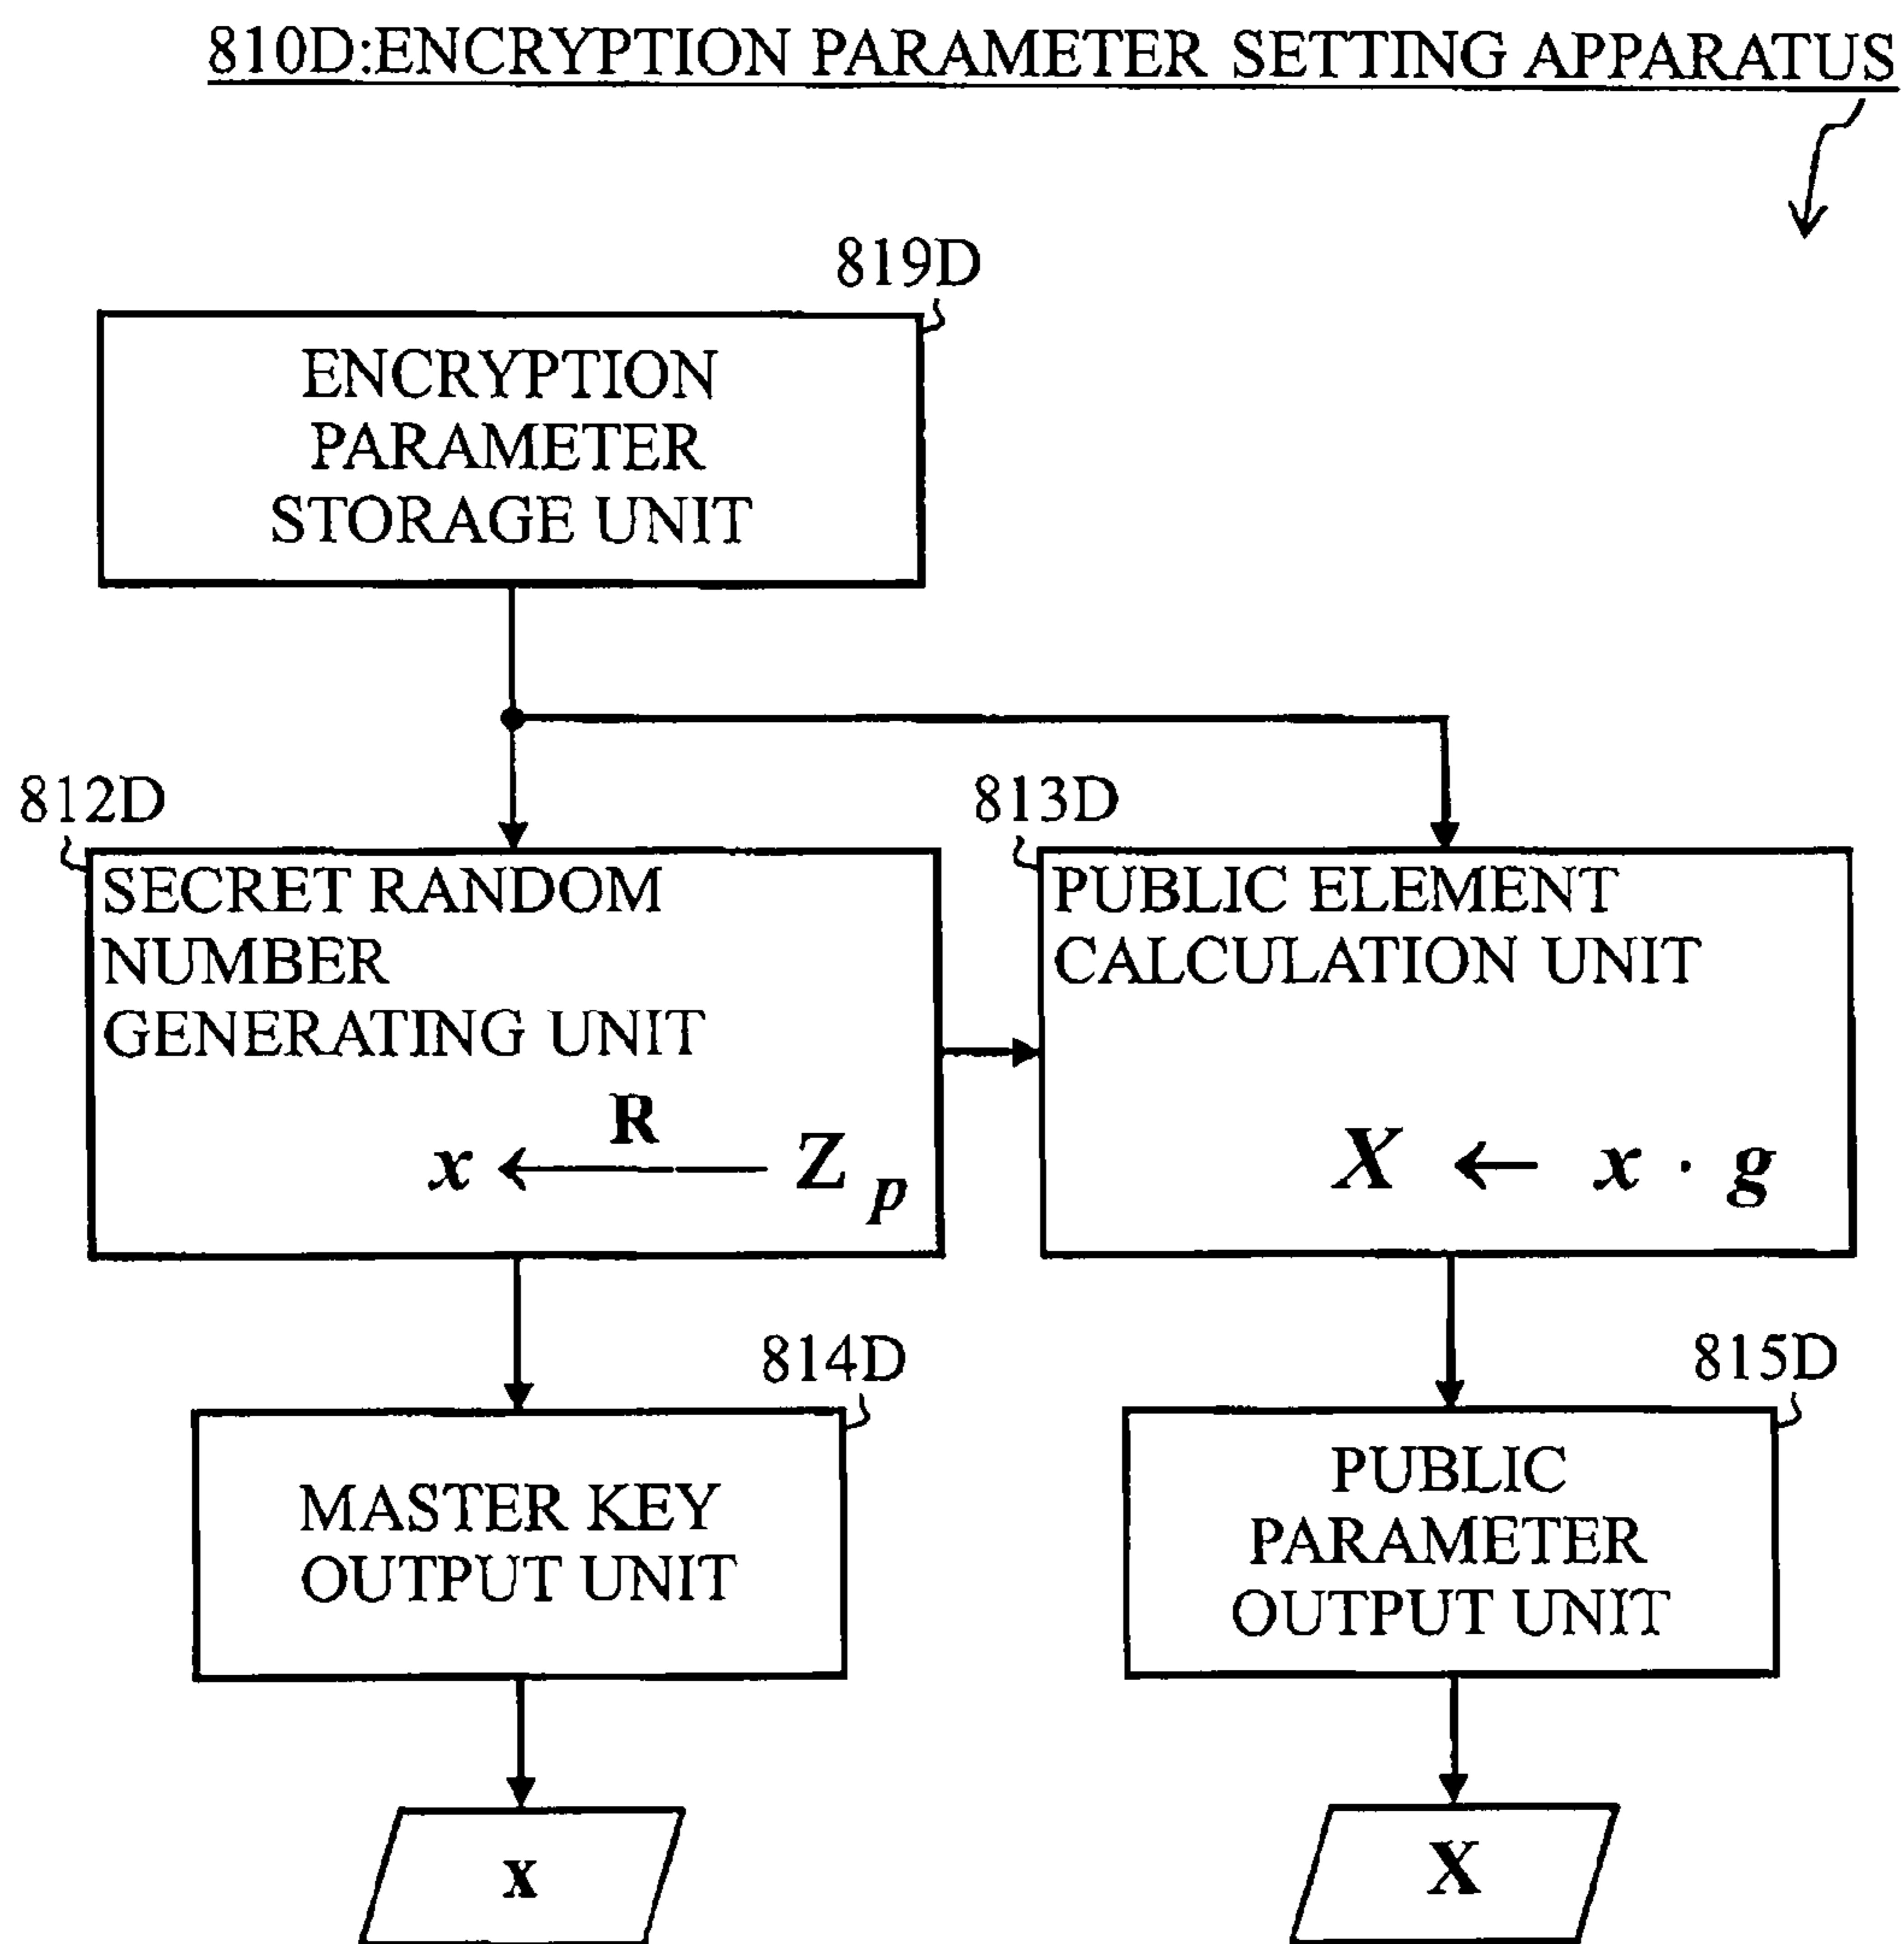 810D:ENCRYPTION PARAMETER SETTING APPARATUS
819D
ENCRYPTION
PARAMETER
STORAGE UNIT
812D
SECRET RANDOM
NUMBER
GENERATING UNIT
R
x ← Z p
813D
PUBLIC ELEMENT
CALCULATION UNIT
X ← x · g
814D
MASTER KEY
OUTPUT UNIT
815D
PUBLIC
PARAMETER
OUTPUT UNIT
x
X